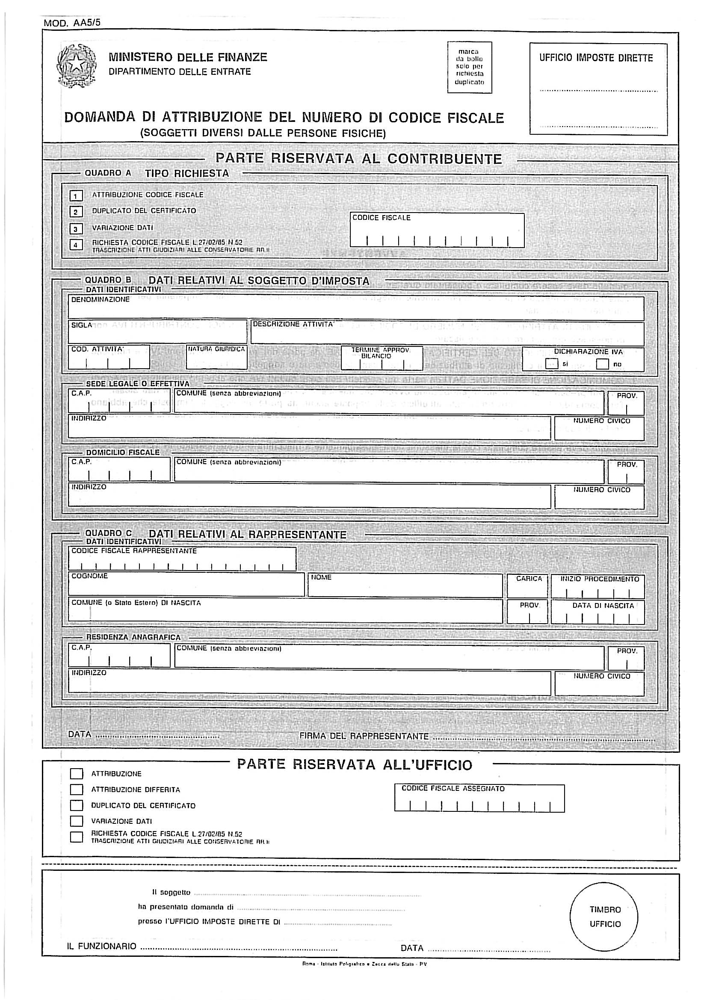 MOD. AA5/5
MINISTERO DELLE FINANZE
DIPARTIMENTO DELLE ENTRATE
marca
da bollo
solo per
richiesta
duplicato
UFFICIO IMPOSTE DIRETTE
DOMANDA DI ATTRIBUZIONE DEL NUMERO DI CODICE FISCALE
(SOGGETTI DIVERSI DALLE PERSONE FISICHE)
PARTE RISERVATA AL CONTRIBUENTE
QUADRO A TIPO RICHIESTA
1 ATTRIBUZIONE CODICE FISCALE
2 DUPLICATO DEL CERTIFICATO
CODICE FISCALE
3 VARIAZIONE DATI
4 RICHIESTA CODICE FISCALE L.27/02/85 N.52
TRASCRIZIONE ATTI GIUDIZIARI ALLE CONSERVATORIE RR.II
QUADRO B DATI RELATIVI AL SOGGETTO D'IMPOSTA
DATI IDENTIFICATIVI
DENOMINAZIONE
SIGLA DESCRIZIONE ATTIVITA'
COD. ATTIVITA' NATURA GIURIDICA TERMINE APPROV. DICHIARAZIONE IVA
BILANCIO
si no
SEDE LEGALE O EFFETTIVA
C.A.P. COMUNE (senza abbreviazioni) PROV.
INDIRIZZO NUMERO CIVICO
DOMICILIO FISCALE
C.A.P. COMUNE (senza abbreviazioni) PROV.
INDIRIZZO NUMERO CIVICO
QUADRO C DATI RELATIVI AL RAPPRESENTANTE
DATI IDENTIFICATIVI
CODICE FISCALE RAPPRESENTANTE
COGNOME NOME CARICA INIZIO PROCEDIMENTO
COMUNE (o Stato Estero) DI NASCITA PROV. DATA DI NASCITA
RESIDENZA ANAGRAFICA
C.A.P. COMUNE (senza abbreviazioni) PROV.
INDIRIZZO NUMERO CIVICO
DATA FIRMA DEL RAPPRESENTANTE
PARTE RISERVATA ALL'UFFICIO
ATTRIBUZIONE
ATTRIBUZIONE DIFFERITA
CODICE FISCALE ASSEGNATO
DUPLICATO DEL CERTIFICATO
VARIAZIONE DATI
RICHIESTA CODICE FISCALE L.27/02/85 N.52
TRASCRIZIONE ATTI GIUDIZIARI ALLE CONSERVATORIE RR.II
Il soggetto
ha presentato domanda di
presso l'UFFICIO IMPOSTE DIRETTE DI
TIMBRO
UFFICIO
IL FUNZIONARIO DATA
Roma - Istituto Poligrafico e Zecca dello Stato - P.V.